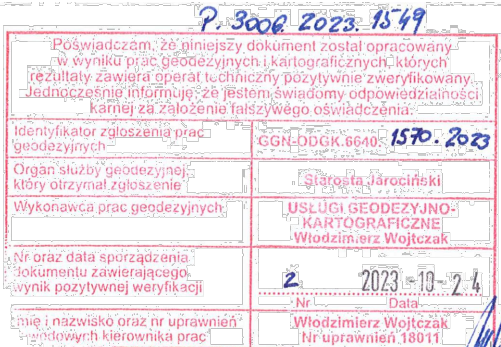 P. 3006. 2023. 1549
Poświadczam, że niniejszy dokument został opracowany
w wyniku prac geodezyjnych i kartograficznych, których
rezultaty zawiera operat techniczny pozytywnie zweryfikowany.
Jednocześnie informuję, że jestem świadomy odpowiedzialności
karnej za założenie fałszywego oświadczenia.
Identyfikator zgłoszenia prac
geodezyjnych
GGN-ODGK.6640. 1570. 2023
Organ służby geodezyjnej,
który otrzymał zgłoszenie
Starosta Jarociński
Wykonawca prac geodezyjnych
USŁUGI GEODEZYJNO-
KARTOGRAFICZNE
Włodzimierz Wojtczak
Nr oraz data sporządzenia
dokumentu zawierającego
wynik pozytywnej weryfikacji
2 2023-10-24
Nr Data
imię i nazwisko oraz nr uprawnień
zawodowych kierownika prac
Włodzimierz Wojtczak
Nr uprawnień 18011